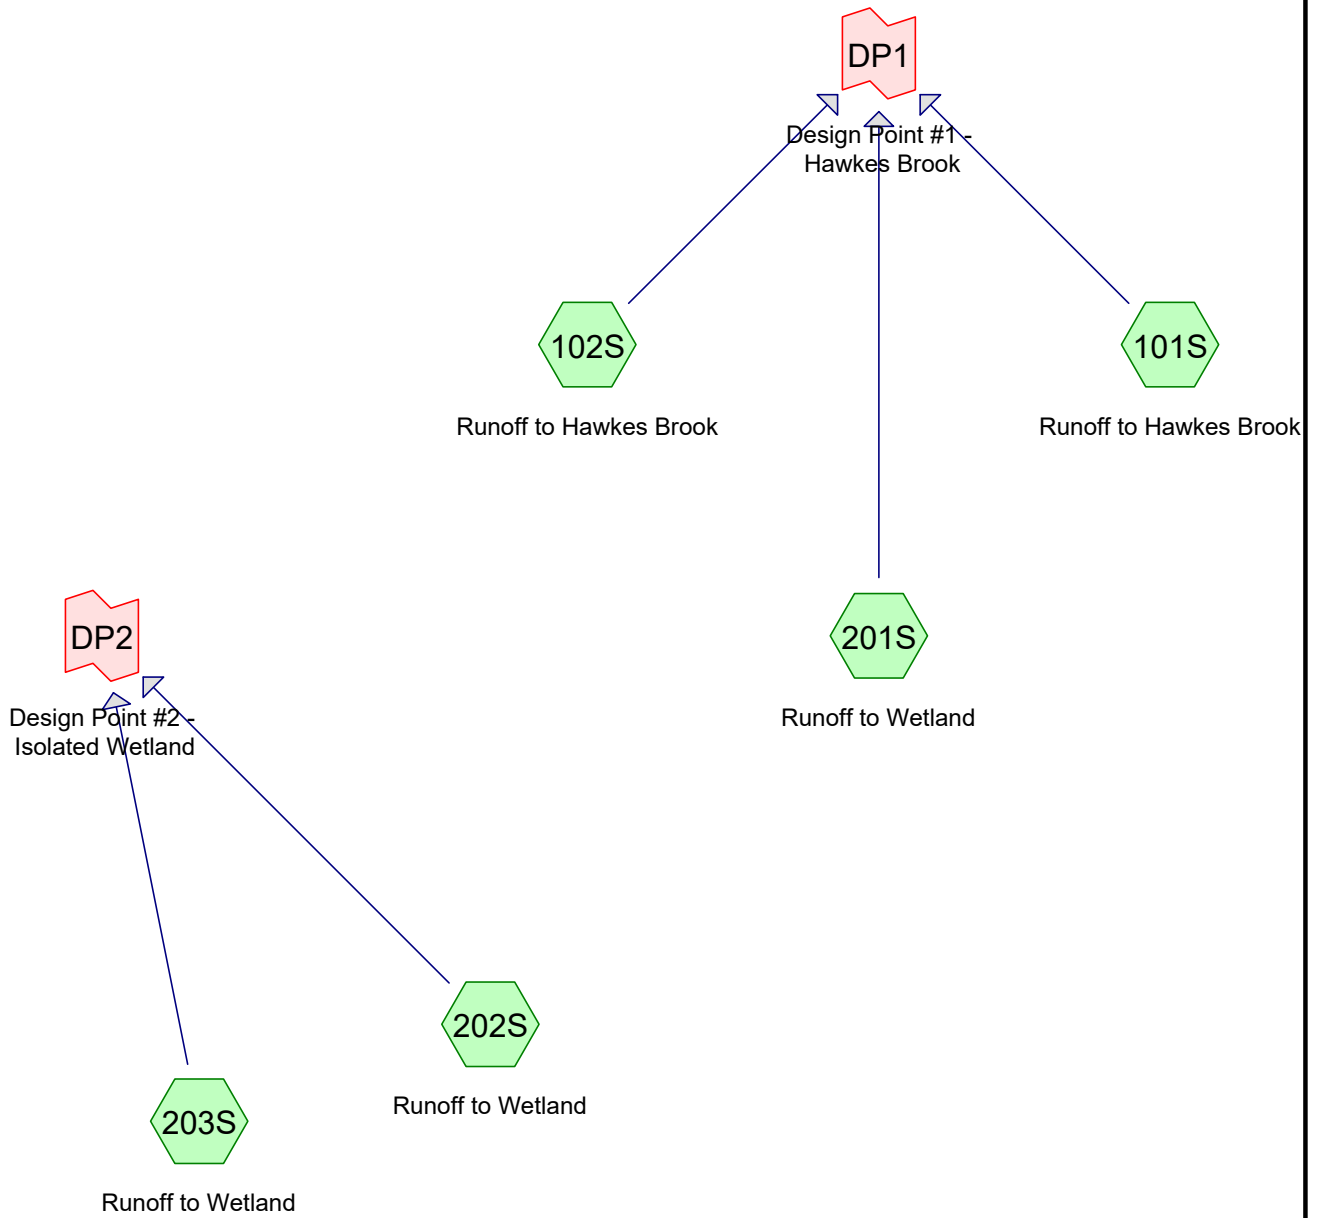 DP1
Design Point #1 -
Hawkes Brook
102S
Runoff to Hawkes Brook
101S
Runoff to Hawkes Brook
201S
Runoff to Wetland
DP2
Design Point #2 -
Isolated Wetland
202S
Runoff to Wetland
203S
Runoff to Wetland